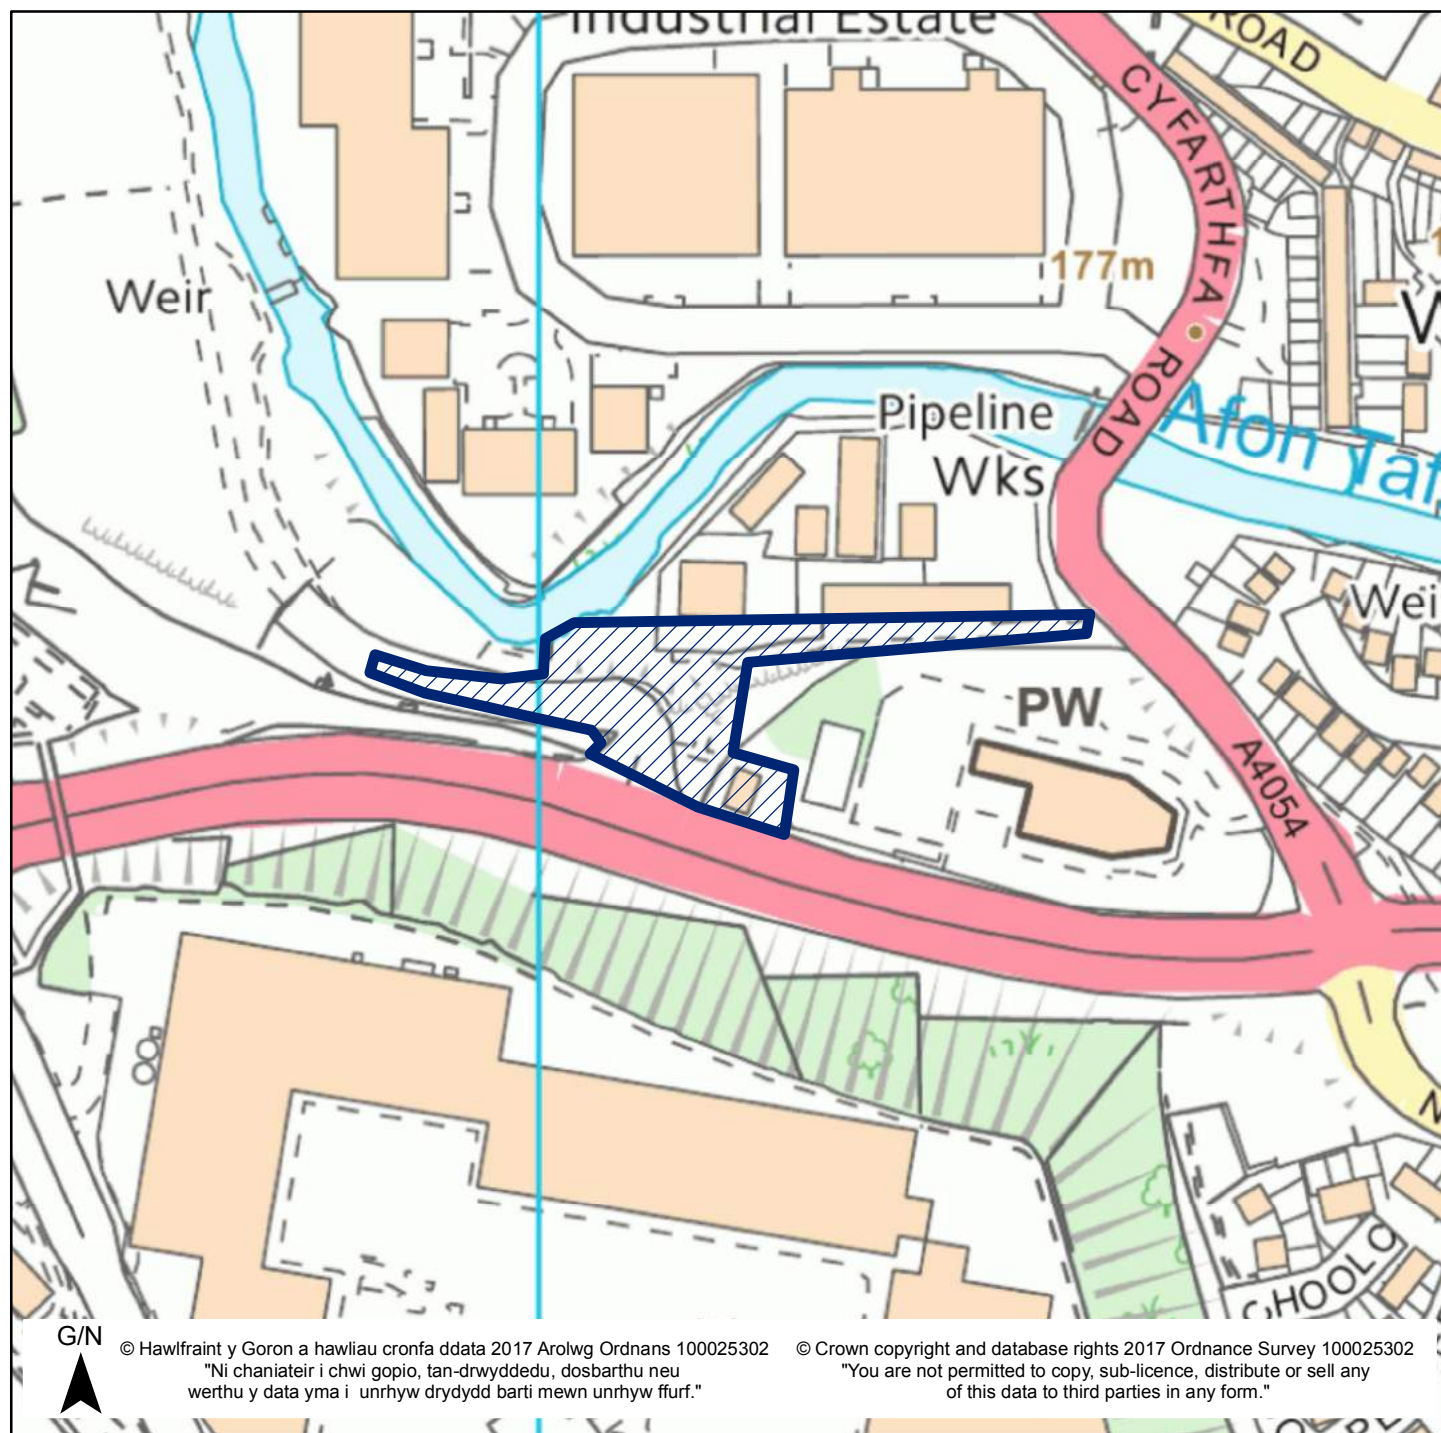 Industrial Estate
ROAD
CYFARTHFA ROAD
177m
Weir
Pipeline
Wks
Afon Taf
PW
A4054
G/N
© Hawlfraint y Goron a hawliau cronfa ddata 2017 Arolwg Ordnans 100025302
"Ni chaniateir i chwi gopio, tan-drwyddedu, dosbarthu neu
werthu y data yma i unrhyw drydydd barti mewn unrhyw ffurf."
© Crown copyright and database rights 2017 Ordnance Survey 100025302
"You are not permitted to copy, sub-licence, distribute or sell any
of this data to third parties in any form."